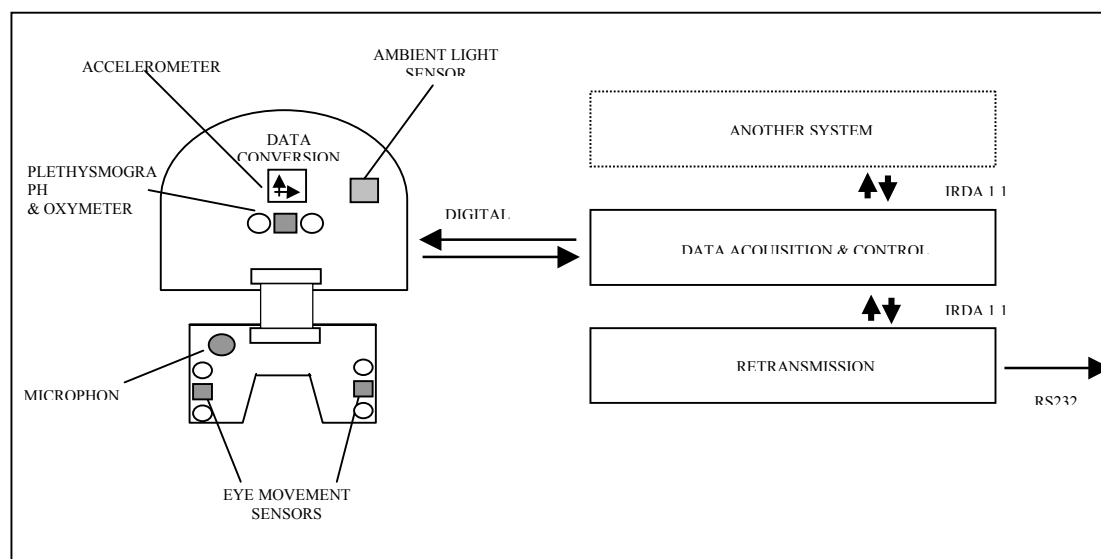 ACCELEROMETER
AMBIENT LIGHT
SENSOR
DATA
CONVERSION
PLETHYSMOGRA
PH
& OXYMETER
MICROPHON
EYE MOVEMENT
SENSORS
DIGITAL
ANOTHER SYSTEM
IRDA 1.1
DATA ACQUISITION & CONTROL
IRDA 1.1
RETRANSMISSION
RS232